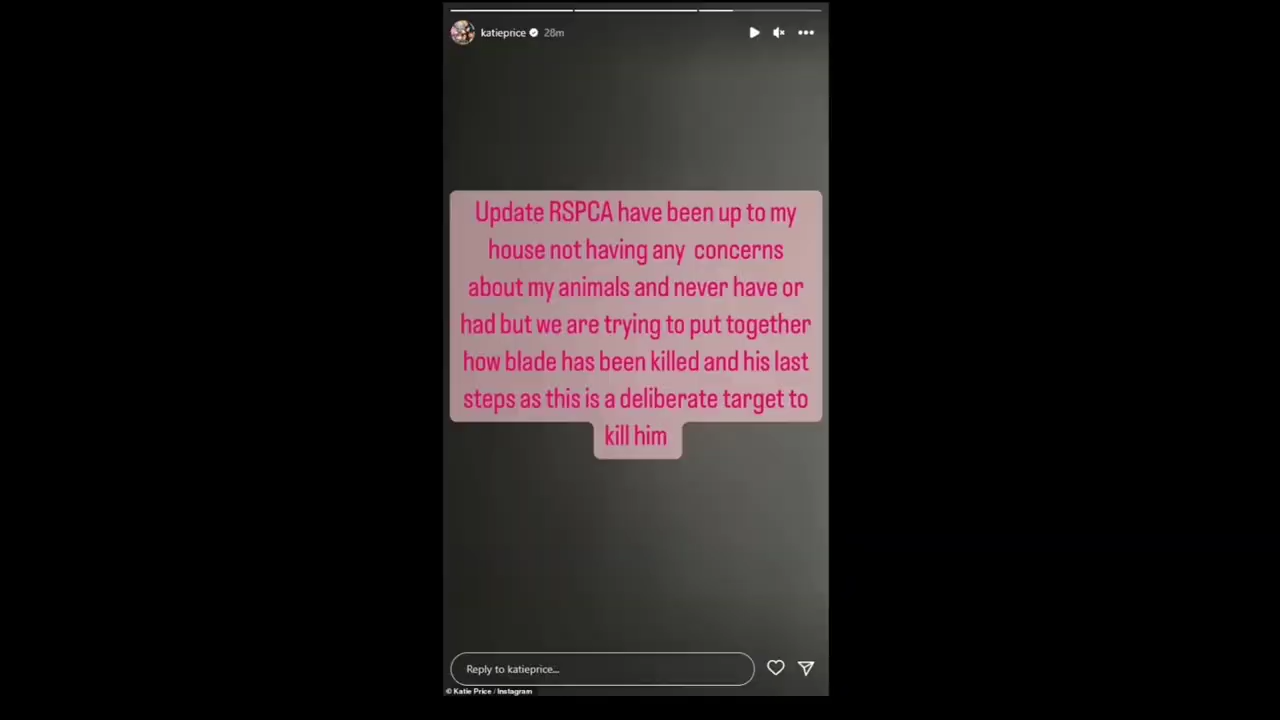 katieprice 28m
Update RSPCA have been up to my
house not having any concerns
about my animals and never have or
had but we are trying to put together
how blade has been killed and his last
steps as this is a deliberate target to
kill him
Reply to katieprice...
© Katie Price / Instagram